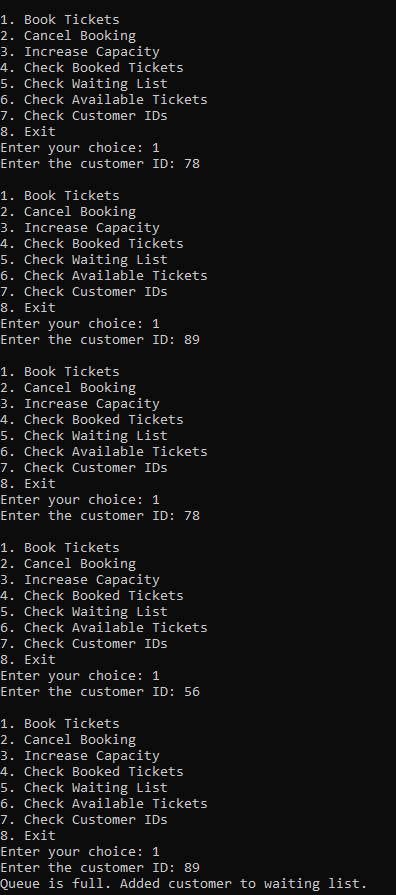 1. Book Tickets
2. Cancel Booking
3. Increase Capacity
4. Check Booked Tickets
5. Check Waiting List
6. Check Available Tickets
7. Check Customer IDs
8. Exit
Enter your choice: 1
Enter the customer ID: 78

1. Book Tickets
2. Cancel Booking
3. Increase Capacity
4. Check Booked Tickets
5. Check Waiting List
6. Check Available Tickets
7. Check Customer IDs
8. Exit
Enter your choice: 1
Enter the customer ID: 89

1. Book Tickets
2. Cancel Booking
3. Increase Capacity
4. Check Booked Tickets
5. Check Waiting List
6. Check Available Tickets
7. Check Customer IDs
8. Exit
Enter your choice: 1
Enter the customer ID: 78

1. Book Tickets
2. Cancel Booking
3. Increase Capacity
4. Check Booked Tickets
5. Check Waiting List
6. Check Available Tickets
7. Check Customer IDs
8. Exit
Enter your choice: 1
Enter the customer ID: 56

1. Book Tickets
2. Cancel Booking
3. Increase Capacity
4. Check Booked Tickets
5. Check Waiting List
6. Check Available Tickets
7. Check Customer IDs
8. Exit
Enter your choice: 1
Enter the customer ID: 89
Queue is full. Added customer to waiting list.